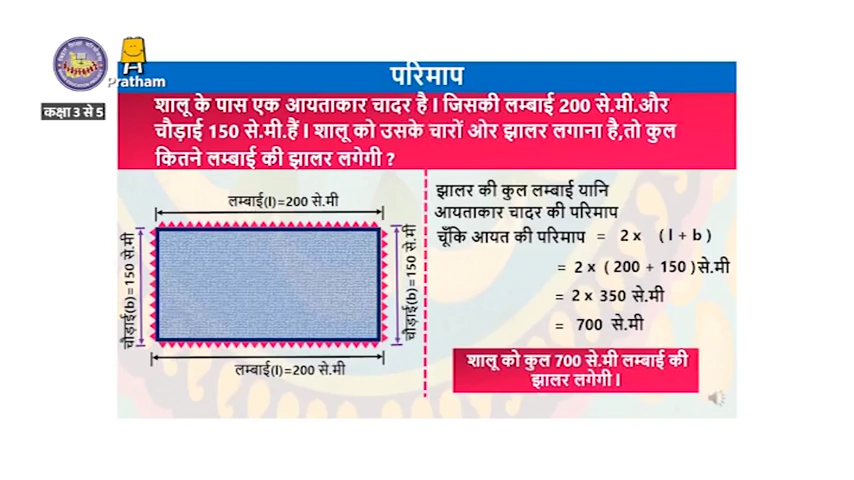 Pratham
कक्षा 3 से 5
परिमाप
शालू के पास एक आयताकार चादर है। जिसकी लम्बाई 200 से.मी.और
चौड़ाई 150 से.मी.हैं। शालू को उसके चारों ओर झालर लगाना है,तो कुल
कितने लम्बाई की झालर लगेगी ?
लम्बाई(l)=200 से.मी
चौड़ाई(b)=150 से.मी
चौड़ाई(b)=150 से.मी
लम्बाई(l)=200 से.मी
झालर की कुल लम्बाई यानि
आयताकार चादर की परिमाप
चूँकि आयत की परिमाप = 2 x ( l + b )
= 2 x ( 200 + 150 )से.मी
= 2 x 350 से.मी
= 700 से.मी
शालू को कुल 700 से.मी लम्बाई की
झालर लगेगी।